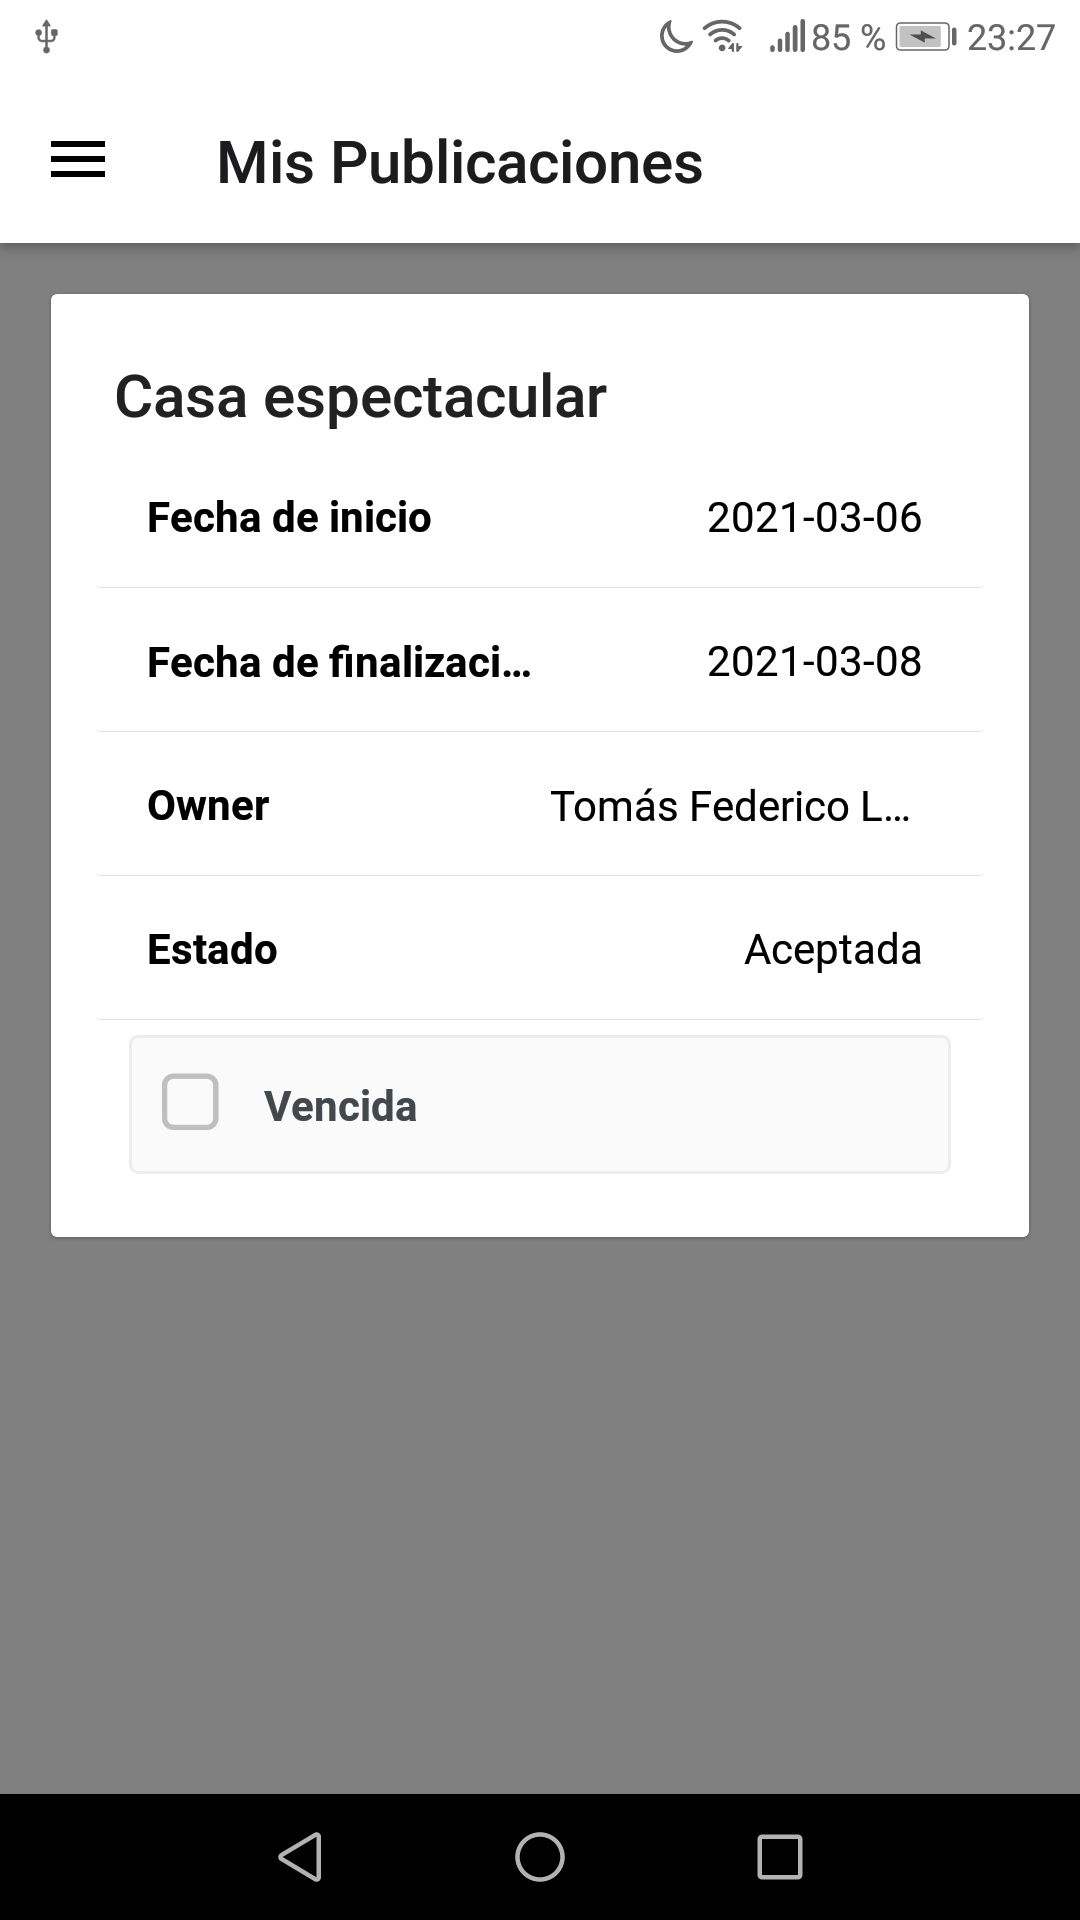 85 % 23:27
Mis Publicaciones
Casa espectacular
Fecha de inicio 2021-03-06
Fecha de finalizaci... 2021-03-08
Owner Tomás Federico L...
Estado Aceptada
Vencida